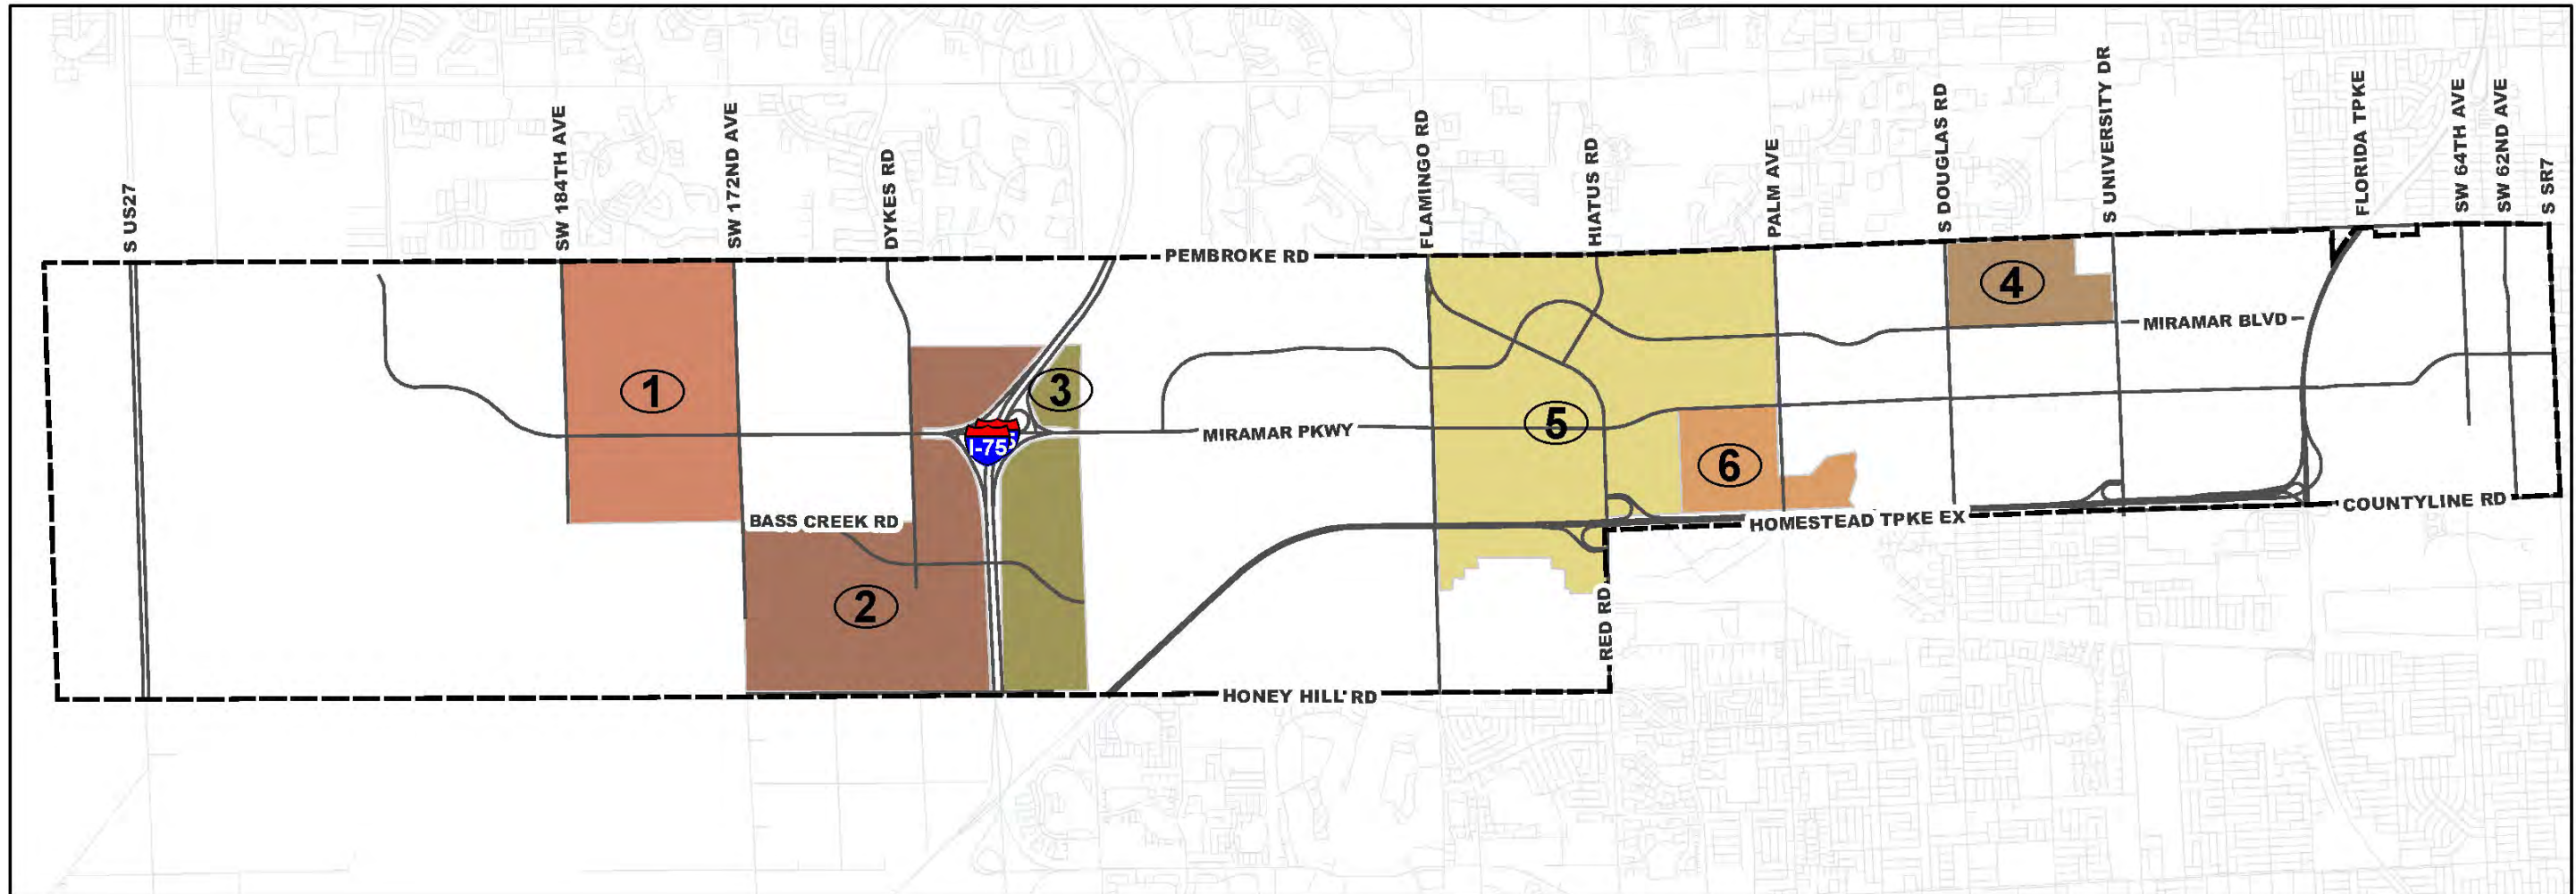 S US27
SW 184TH AVE
SW 172ND AVE
DYKES RD
FLAMINGO RD
HIATUS RD
PALM AVE
S DOUGLAS RD
S UNIVERSITY DR
FLORIDA TPKE
SW 64TH AVE
SW 62ND AVE
S SR7
PEMBROKE RD
4
MIRAMAR BLVD
1
3
5
MIRAMAR PKWY
I-75
6
BASS CREEK RD
HOMESTEAD TPKE EX
COUNTYLINE RD
2
RED RD
HONEY HILL RD